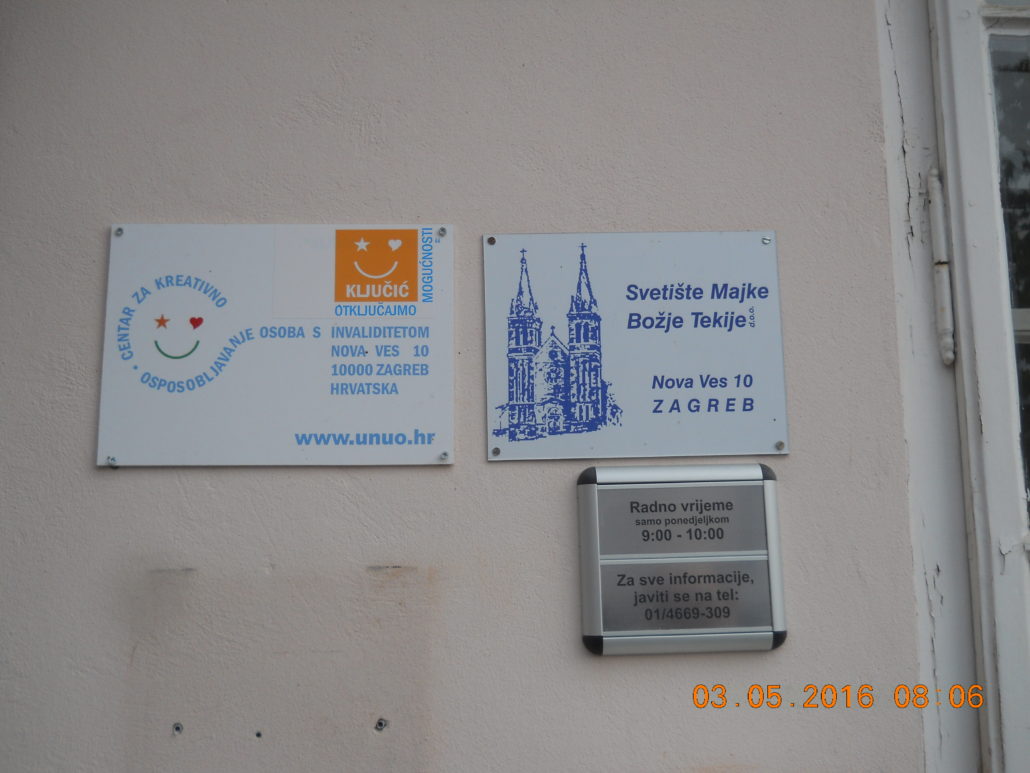 KLJUČIĆ
OTKLJUČAJMO
MOGUĆNOSTI“
• CENTAR ZA KREATIVNO
• OSPOSOBLJAVANJE OSOBA S INVALIDITETOM
NOVA VES 10
10000 ZAGREB
HRVATSKA
www.unuo.hr
Svetište Majke
Božje Tekije d.o.o.
Nova Ves 10
ZAGREB
Radno vrijeme
samo ponedjeljkom
9:00 - 10:00
Za sve informacije,
javiti se na tel:
01/4669-309
03.05.2016 08:06